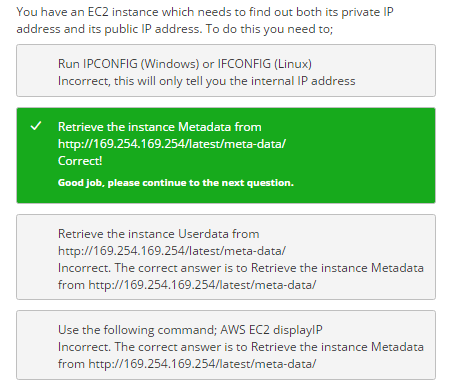 You have an EC2 instance which needs to find out both its private IP
address and its public IP address. To do this you need to;
Run IPCONFIG (Windows) or IFCONFIG (Linux)
Incorrect, this will only tell you the internal IP address
Retrieve the instance Metadata from
http://169.254.169.254/latest/meta-data/
Correct!
Good job, please continue to the next question.
Retrieve the instance Userdata from
http://169.254.169.254/latest/meta-data/
Incorrect. The correct answer is to Retrieve the instance Metadata
from http://169.254.169.254/latest/meta-data/
Use the following command; AWS EC2 displayIP
Incorrect. The correct answer is to Retrieve the instance Metadata
from http://169.254.169.254/latest/meta-data/